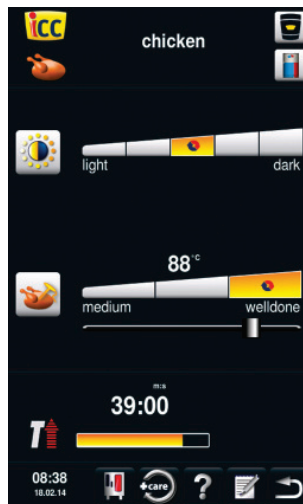 icc
chicken
light dark
88 °C
medium welldone
m:s
39:00
T
08:38
18.02.14
+care
?